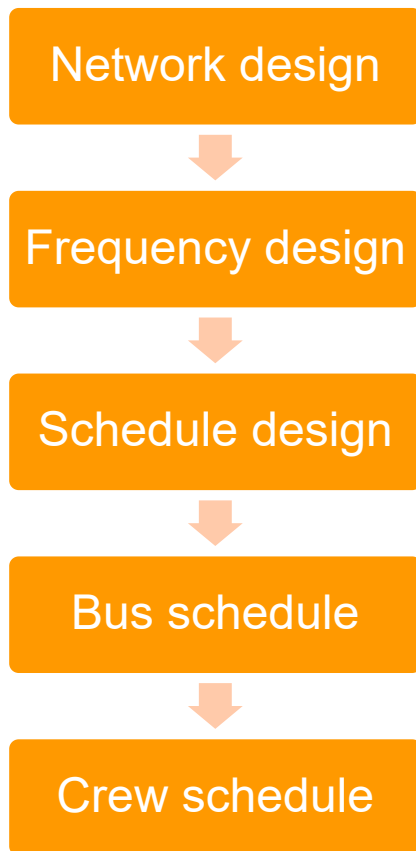 Network design
Frequency design
Schedule design
Bus schedule
Crew schedule